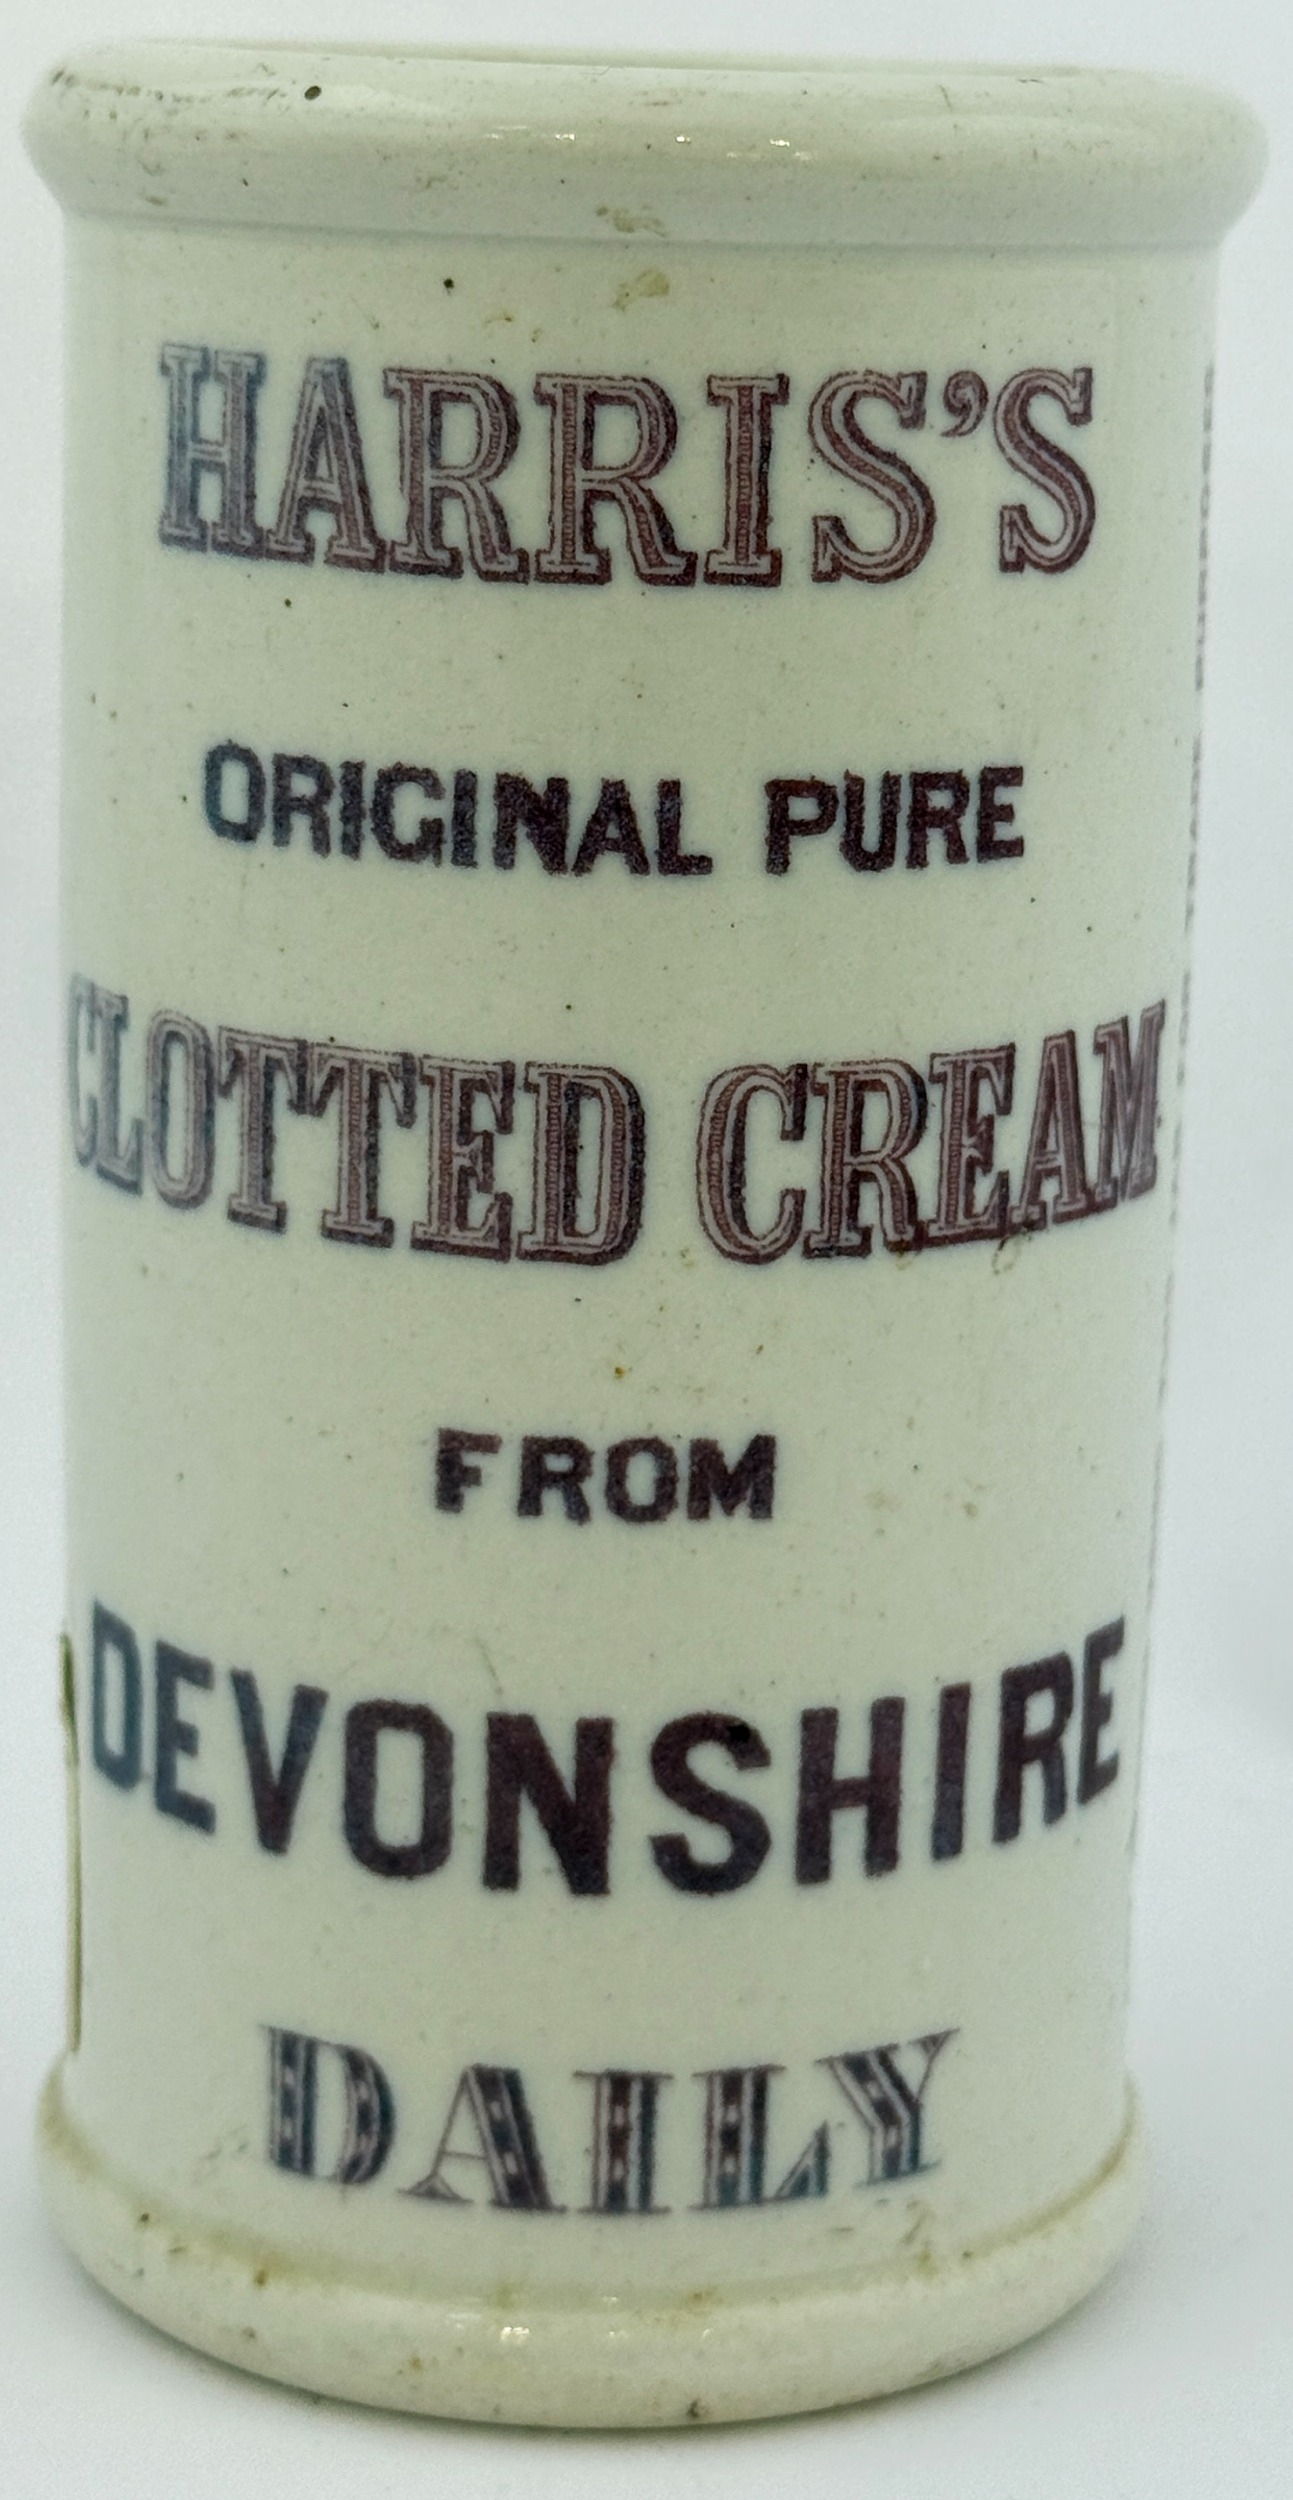 HARRIS'S
ORIGINAL PURE
CLOTTED CREAM
FROM
DEVONSHIRE
DAILY